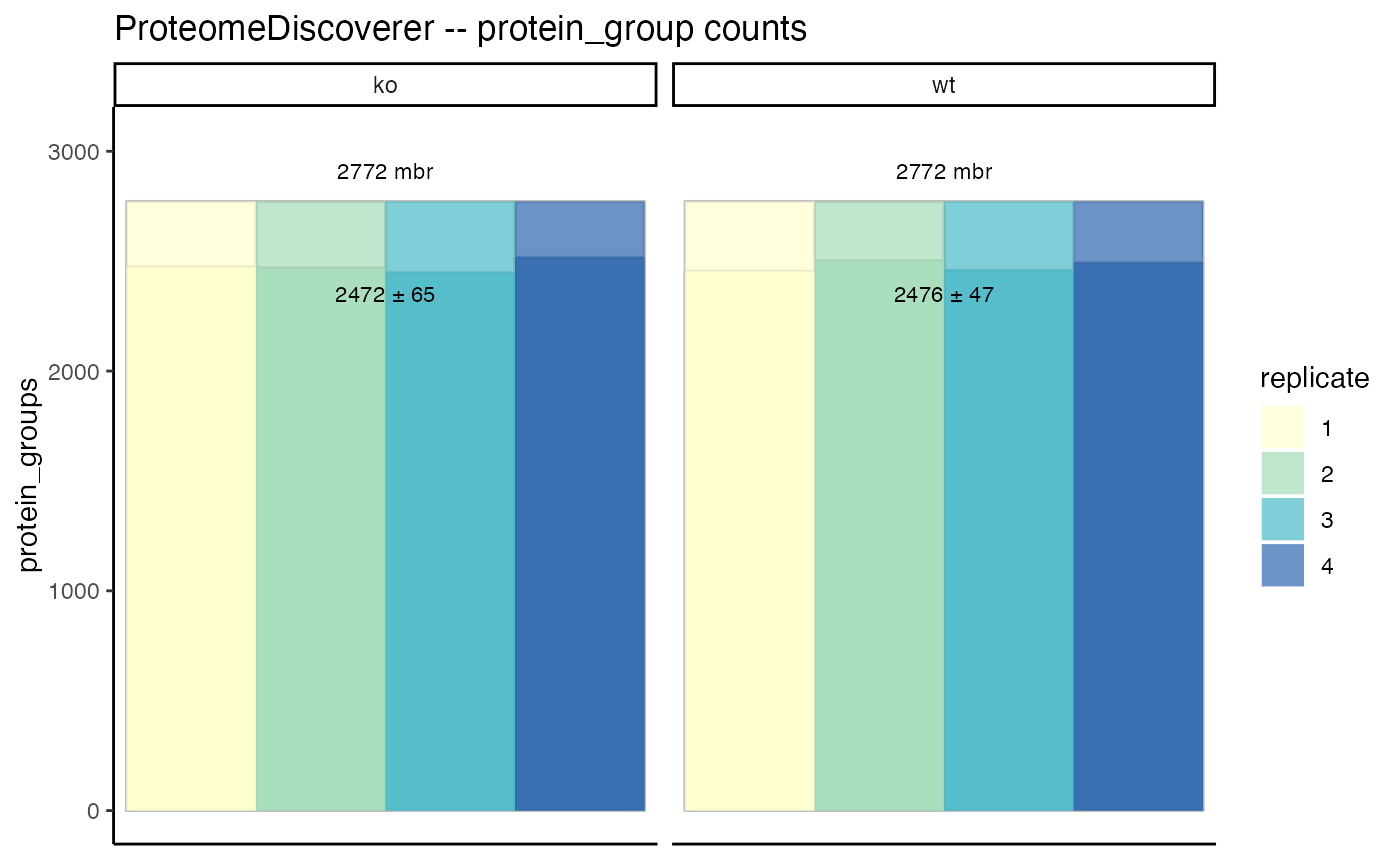 ProteomeDiscoverer -- protein_group counts
ko
wt
3000
2000
1000
0
protein_groups
2772 mbr
2472 ± 65
2772 mbr
2476 ± 47
replicate
1
2
3
4